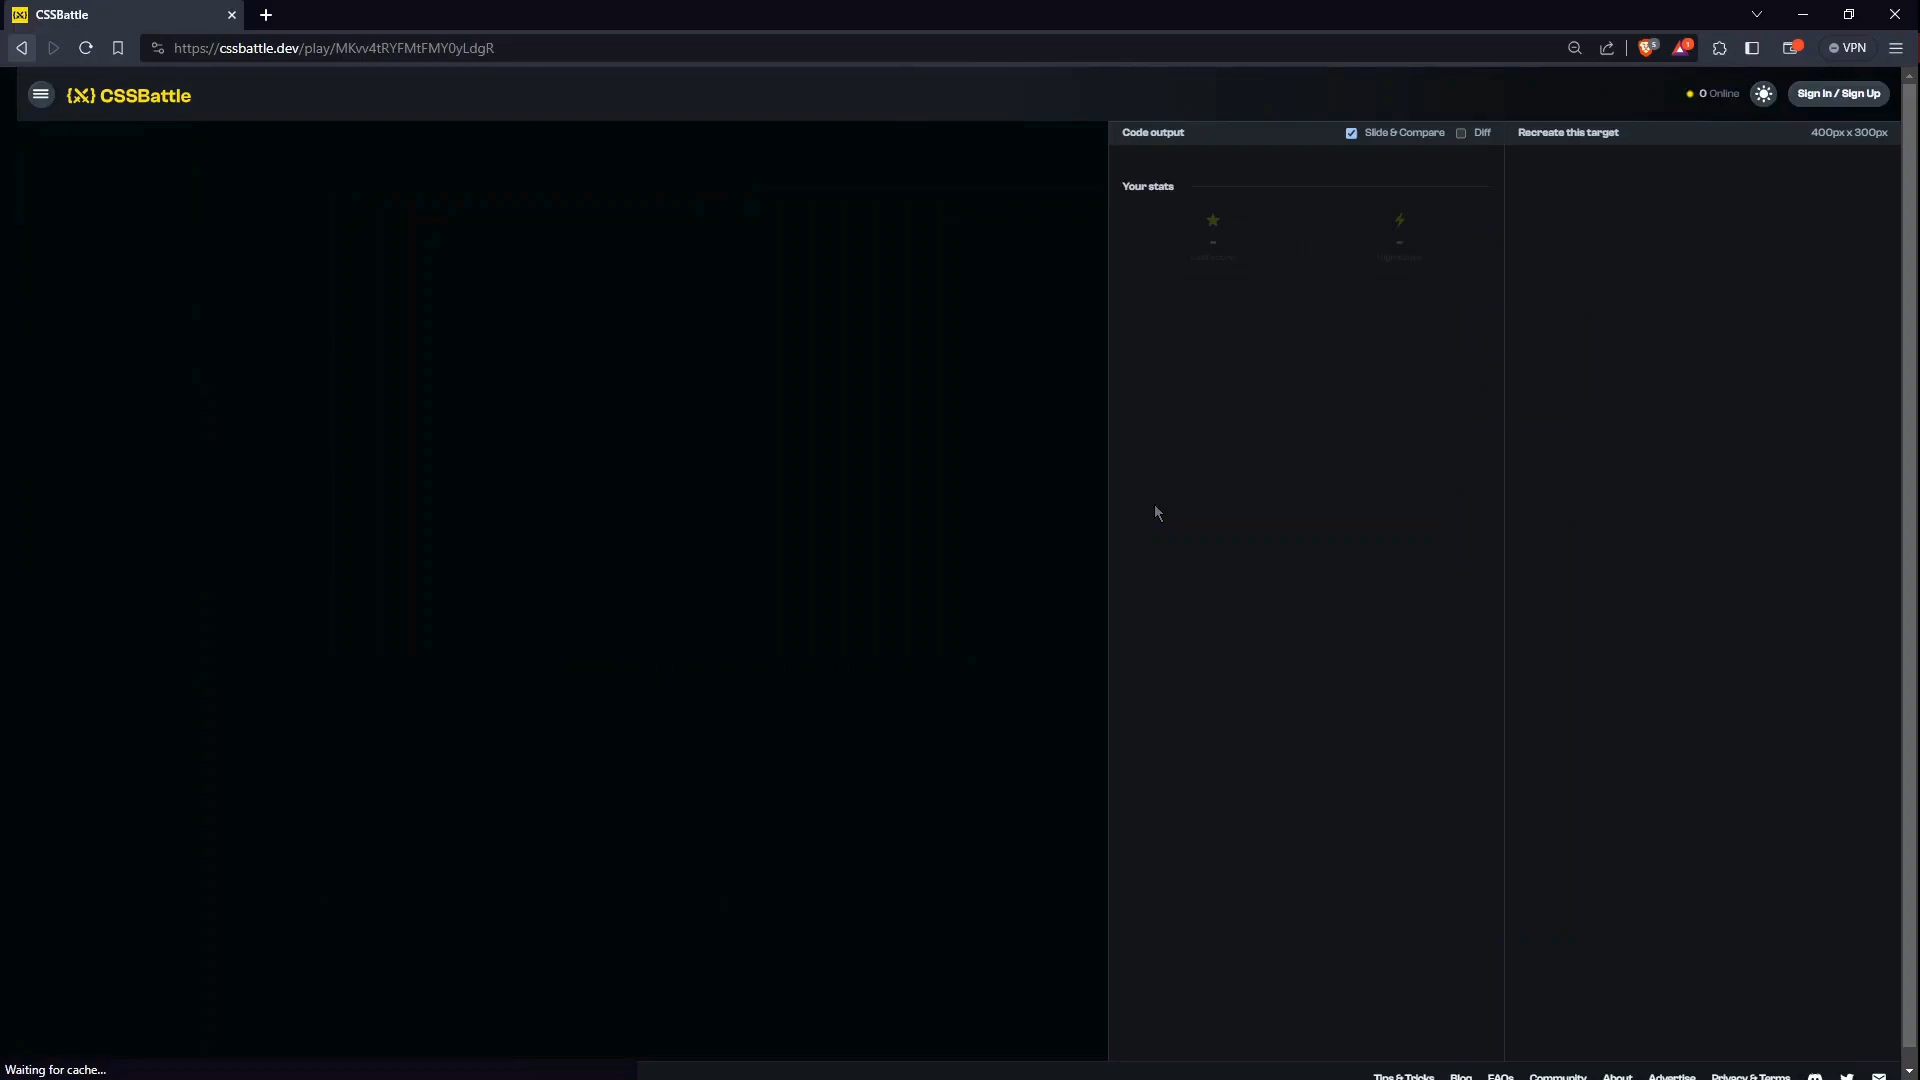 CSSBattle
https://cssbattle.dev/play/MKvv4tRYFMtFMY0yLdgR
5
1
VPN
{X} CSSBattle
0 Online
Sign In / Sign Up
Code output
Slide & Compare
Diff
Recreate this target
400px x 300px
Your stats
-
-
Waiting for cache...
Tips & Tricks
Blog
FAQs
Community
About
Advertise
Privacy & Terms